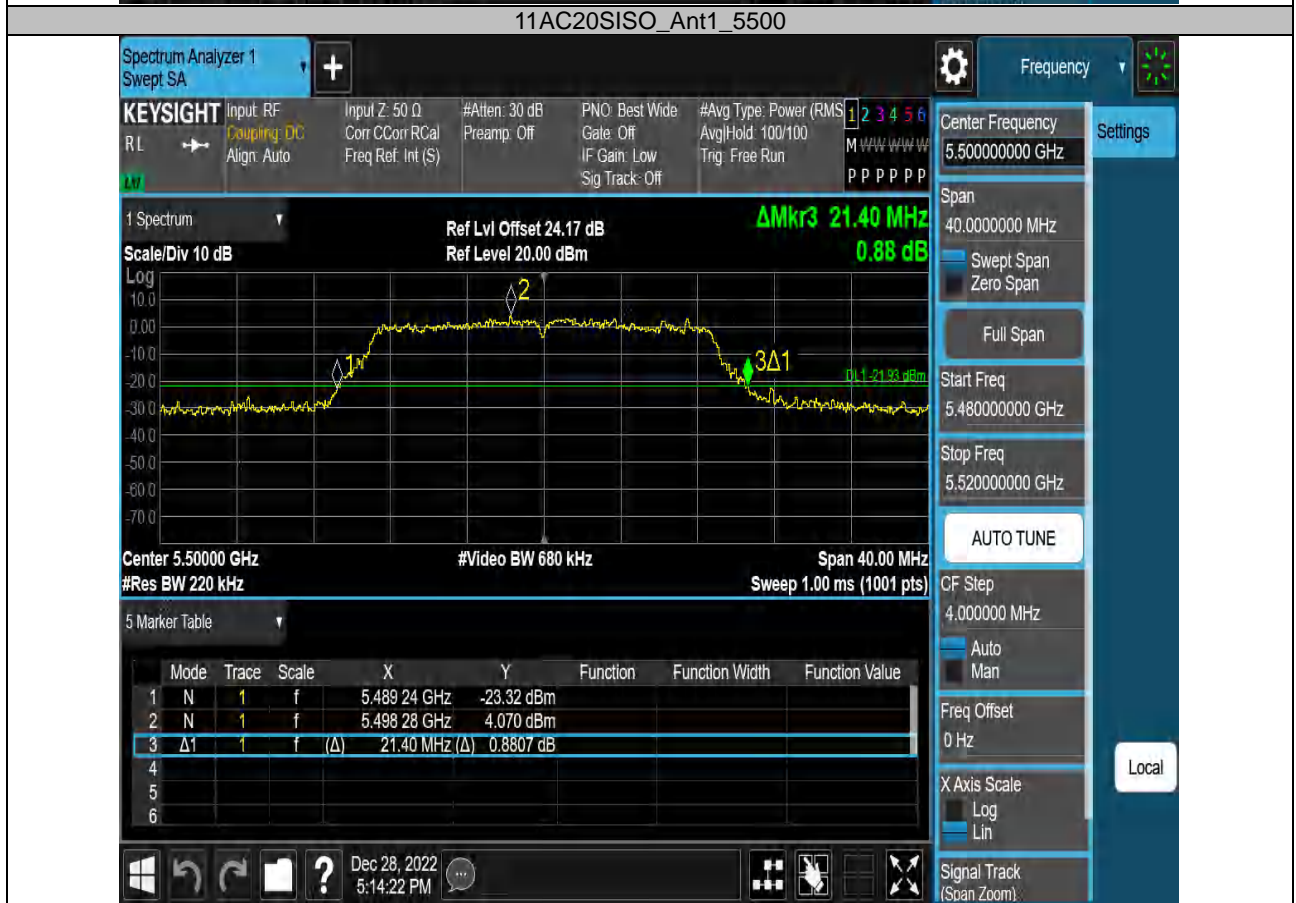 11AC20SISO_Ant1_5500
Spectrum Analyzer 1
Swept SA
Frequency
KEYSIGHT
RL
Input: RF
Coupling: DC
Align: Auto
Input Z: 50 Ω
Corr CCorr RCal
Freq Ref: Int (S)
#Atten: 30 dB
Preamp: Off
PNO: Best Wide
Gate: Off
IF Gain: Low
Sig Track: Off
#Avg Type: Power (RMS
Avg|Hold: 100/100
Trig: Free Run
1 2 3 4 5 6
M W W W W W
P P P P P P
1 Spectrum
Scale/Div 10 dB
Ref Lvl Offset 24.17 dB
Ref Level 20.00 dBm
ΔMkr3 21.40 MHz
0.88 dB
Log
10.0
0.00
-10.0
-20.0
-30.0
-40.0
-50.0
-60.0
-70.0
1
2
3Δ1
DL1 -21.93 dBm
Center 5.50000 GHz
#Video BW 680 kHz
Span 40.00 MHz
#Res BW 220 kHz
Sweep 1.00 ms (1001 pts)
5 Marker Table
Mode Trace Scale X Y Function Function Width Function Value
1 N 1 f 5.489 24 GHz -23.32 dBm
2 N 1 f 5.498 28 GHz 4.070 dBm
3 Δ1 1 f (Δ) 21.40 MHz (Δ) 0.8807 dB
4
5
6
Dec 28, 2022
5:14:22 PM
Center Frequency
5.500000000 GHz
Settings
Span
40.0000000 MHz
Swept Span
Zero Span
Full Span
Start Freq
5.480000000 GHz
Stop Freq
5.520000000 GHz
AUTO TUNE
CF Step
4.000000 MHz
Auto
Man
Freq Offset
0 Hz
X Axis Scale
Log
Lin
Local
Signal Track
(Span Zoom)